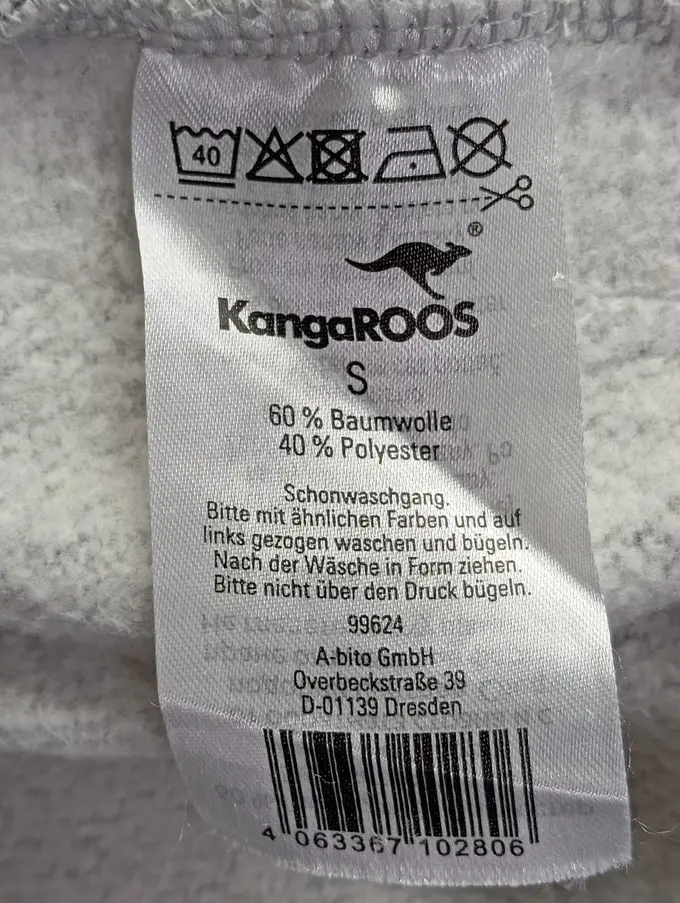 40
®
KangaROOS
S
60 % Baumwolle
40 % Polyester
Schonwaschgang.
Bitte mit ähnlichen Farben und auf
links gezogen waschen und bügeln.
Nach der Wäsche in Form ziehen.
Bitte nicht über den Druck bügeln.
99624
A-bito GmbH
Overbeckstraße 39
D-01139 Dresden
4 063367 102806